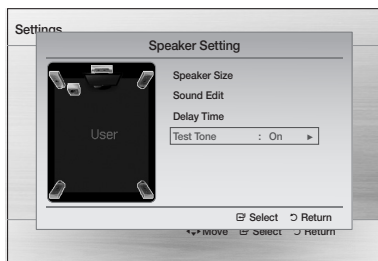 Settings
Speaker Setting
Speaker Size
Sound Edit
Delay Time
Test Tone : On ►
User
Select Return
Move Select Return